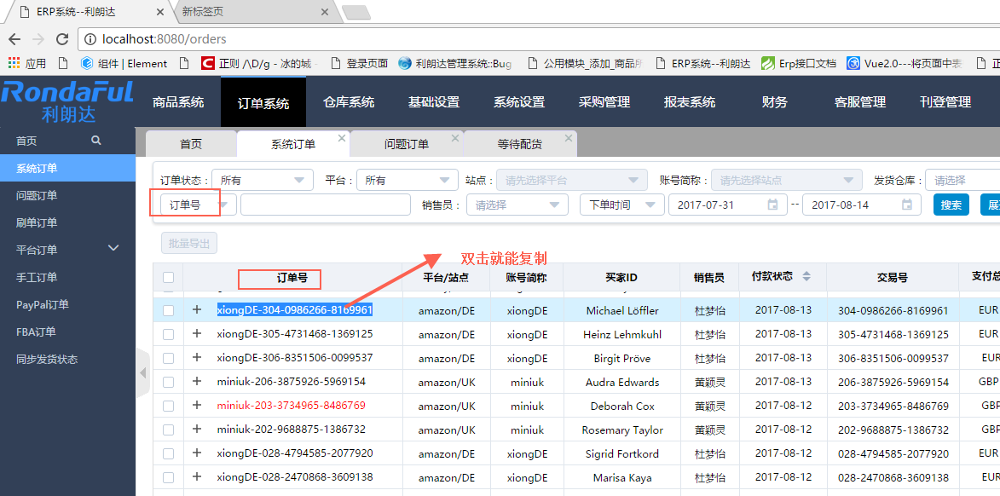 ERP系统--利朗达
新标签页
localhost:8080/orders
应用 组件 | Element 正则 /\D/g - 冰的城 登录页面 利朗达管理系统::Bug 公用模块_添加_商品 ERP系统--利朗达 Erp接口文档 Vue2.0---将页面中表
RondaFul
利朗达
商品系统 订单系统 仓库系统 基础设置 系统设置 采购管理 报表系统 财务 客服管理 刊登管理
首页
系统订单
问题订单
刷单订单
平台订单
手工订单
PayPal订单
FBA订单
同步发货状态
首页 系统订单 问题订单 等待配货
订单状态： 所有 平台： 所有 站点： 请先选择平台 账号简称： 请先选择站点 发货仓库： 请选择
订单号 销售员： 请选择 下单时间 2017-07-31 -- 2017-08-14 搜索 展
批量导出
双击就能复制
订单号 平台/站点 账号简称 买家ID 销售员 付款状态 交易号 支付总
xiongDE-304-0986266-8169961 amazon/DE xiongDE Michael Löffler 杜梦怡 2017-08-13 304-0986266-8169961 EUR
xiongDE-305-4731468-1369125 amazon/DE xiongDE Heinz Lehmkuhl 杜梦怡 2017-08-13 305-4731468-1369125 EUR
xiongDE-306-8351506-0099537 amazon/DE xiongDE Birgit Pröve 杜梦怡 2017-08-13 306-8351506-0099537 EUR
miniuk-206-3875926-5969154 amazon/UK miniuk Audra Edwards 黄颖灵 2017-08-13 206-3875926-5969154 GBP
miniuk-203-3734965-8486769 amazon/UK miniuk Deborah Cox 黄颖灵 2017-08-12 203-3734965-8486769 GBP
miniuk-202-9688875-1386732 amazon/UK miniuk Rosemary Taylor 黄颖灵 2017-08-12 202-9688875-1386732 GBP
xiongDE-028-4794585-2077920 amazon/DE xiongDE Sigrid Fortkord 杜梦怡 2017-08-12 028-4794585-2077920 EUR
xiongDE-028-2470868-3609138 amazon/DE xiongDE Marisa Kaya 杜梦怡 2017-08-12 028-2470868-3609138 EUR